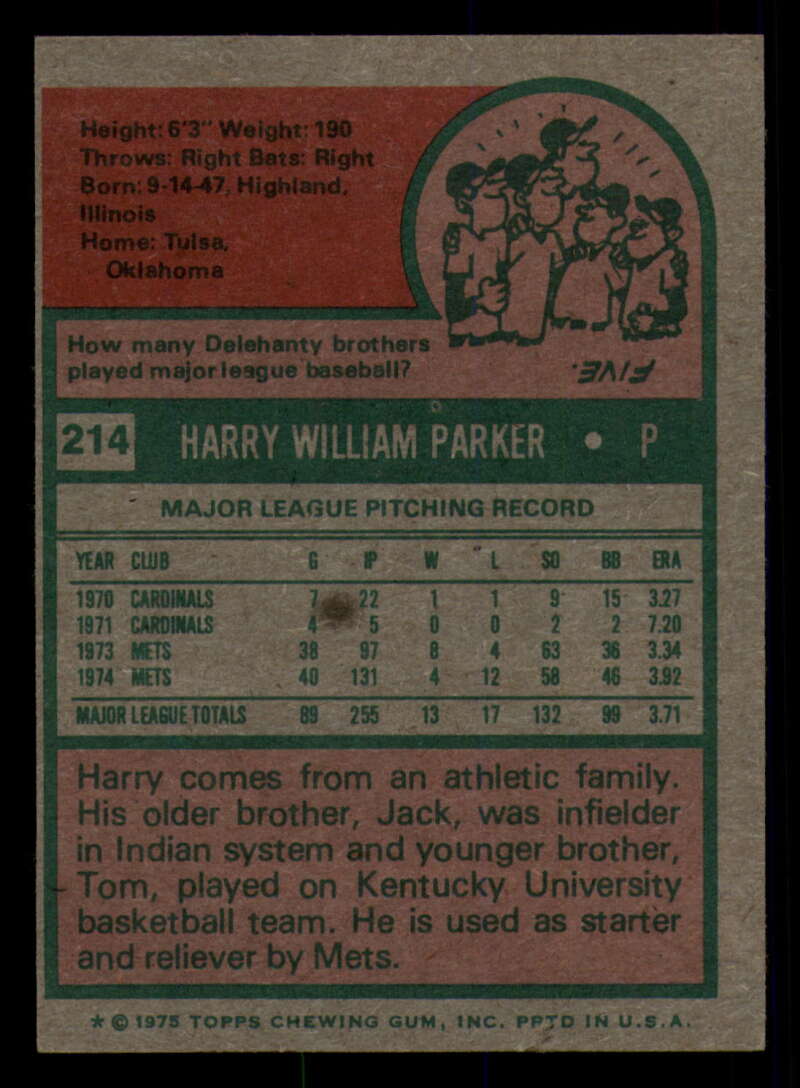 Height: 6'3" Weight: 190
Throws: Right Bats: Right
Born: 9-14-47, Highland,
Illinois
Home: Tulsa,
Oklahoma
How many Delehanty brothers
played major league baseball?
FIVE.
214 HARRY WILLIAM PARKER • P
MAJOR LEAGUE PITCHING RECORD
YEAR CLUB G IP W L SO BB ERA
1970 CARDINALS 7 22 1 1 9 15 3.27
1971 CARDINALS 4 5 0 0 2 2 7.20
1973 METS 38 97 8 4 63 36 3.34
1974 METS 40 131 4 12 58 46 3.92
MAJOR LEAGUE TOTALS 89 255 13 17 132 99 3.71
Harry comes from an athletic family.
His older brother, Jack, was infielder
in Indian system and younger brother,
Tom, played on Kentucky University
basketball team. He is used as starter
and reliever by Mets.
* © 1975 TOPPS CHEWING GUM, INC. PRTD IN U.S.A.